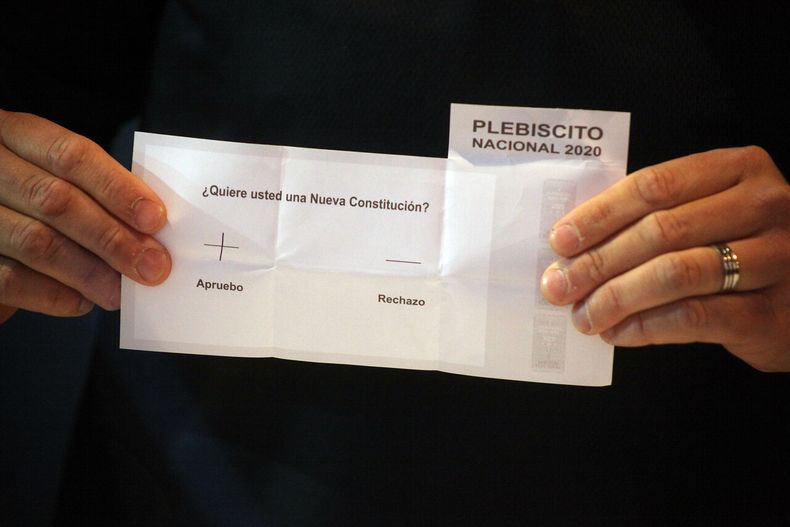 PLEBISCITO
NACIONAL 2020
¿Quiere usted una Nueva Constitución?
Apruebo
Rechazo